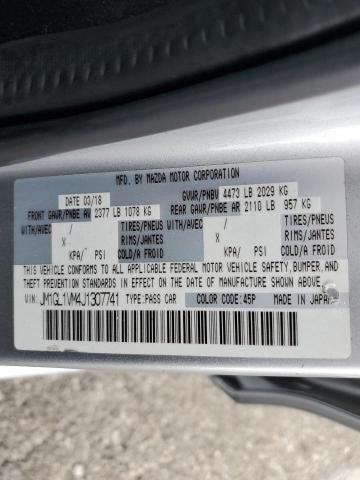 MFD. BY MAZDA MOTOR CORPORATION
DATE 03/18 GVWR/PNBV 4473 LB 2029 KG
FRONT GAWR/PNBE AV 2377 LB 1078 KG REAR GAWR/PNBE AR 2110 LB 957 KG
WITH/AVEC / TIRES/PNEUS WITH/AVEC / TIRES/PNEUS
X RIMS/JANTES X RIMS/JANTES
KPA/ PSI COLD/A FROID KPA/ PSI COLD/A FROID
THIS VEHICLE CONFORMS TO ALL APPLICABLE FEDERAL MOTOR VEHICLE SAFETY, BUMPER, AND
THEFT PREVENTION STANDARDS IN EFFECT ON THE DATE OF MANUFACTURE SHOWN ABOVE.
VIN: JM1GL1VM4J1307741 TYPE: PASS CAR COLOR CODE: 45P MADE IN JAPAN